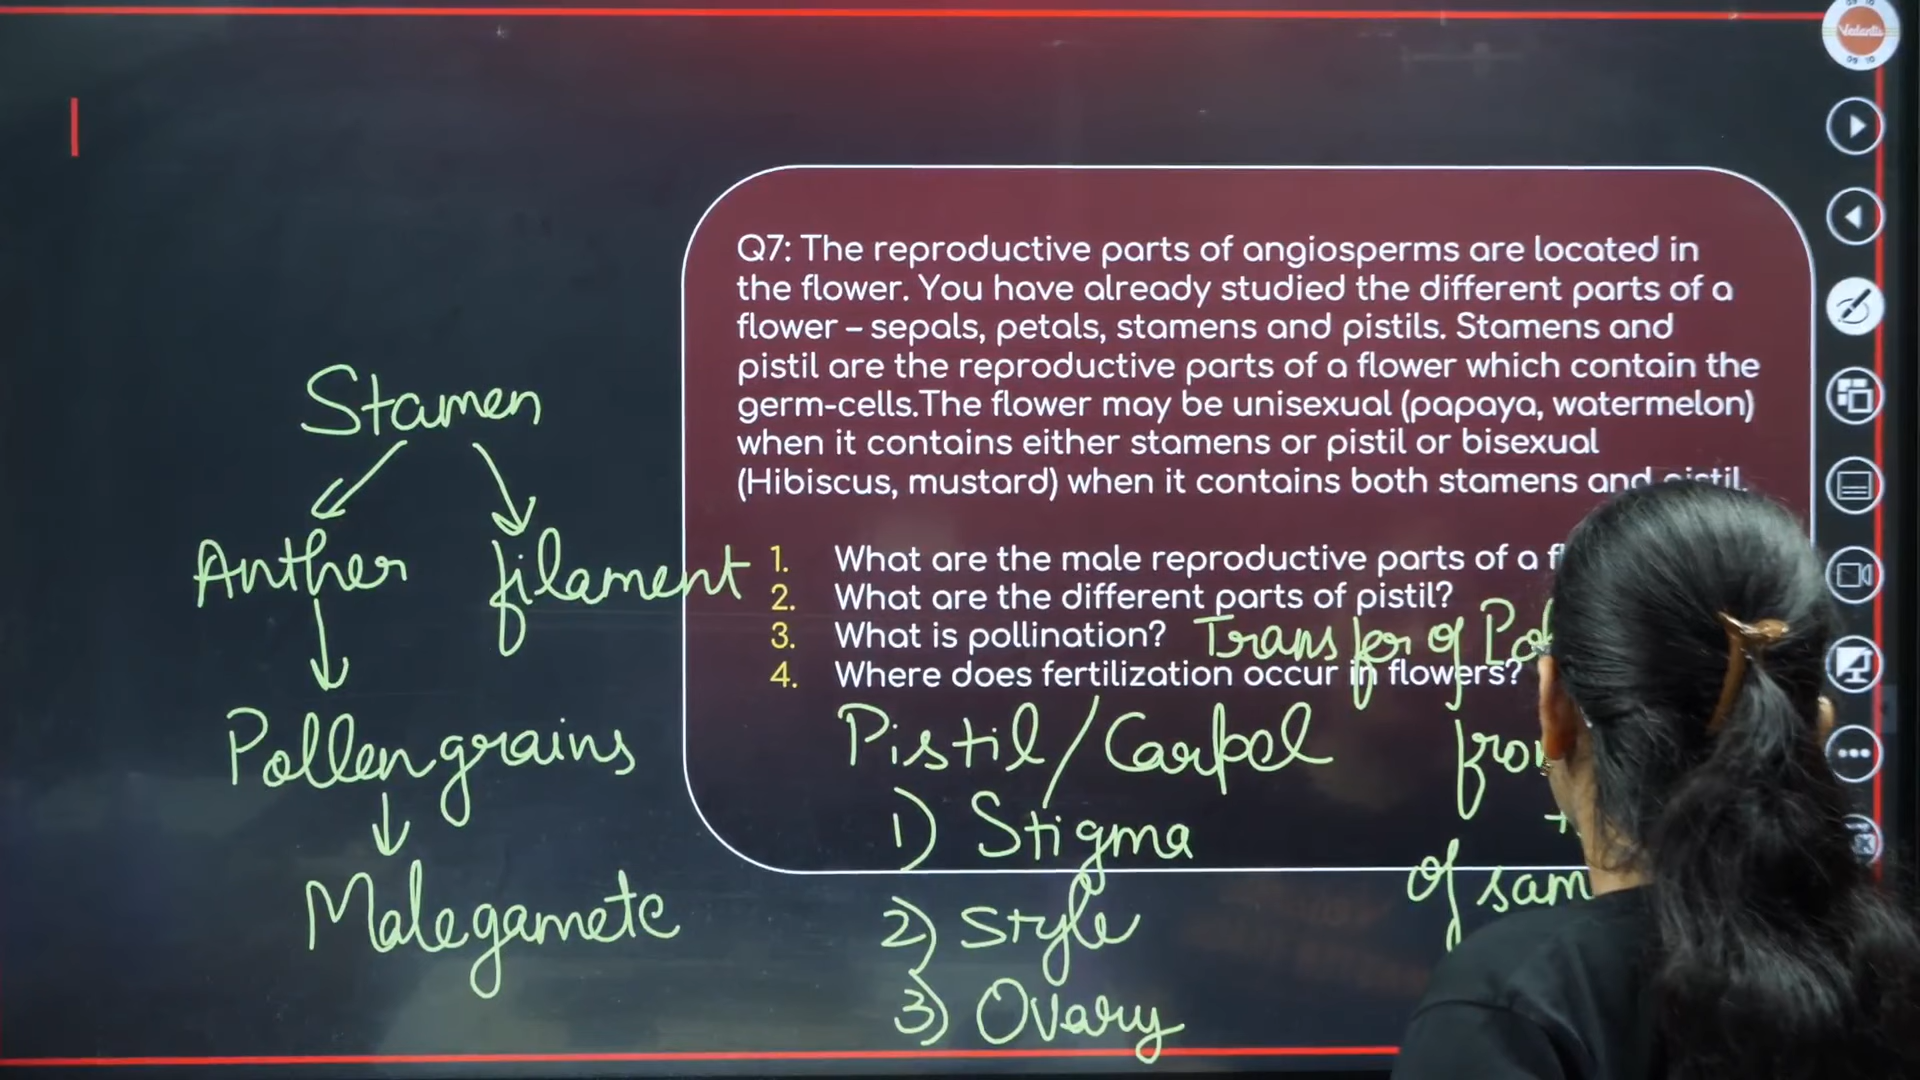 Vedantu
Q7: The reproductive parts of angiosperms are located in
the flower. You have already studied the different parts of a
flower – sepals, petals, stamens and pistils. Stamens and
pistil are the reproductive parts of a flower which contain the
germ-cells.The flower may be unisexual (papaya, watermelon)
when it contains either stamens or pistil or bisexual
(Hibiscus, mustard) when it contains both stamens and pistil.
1. What are the male reproductive parts of a
2. What are the different parts of pistil?
3. What is pollination? Transfer of
4. Where does fertilization occur in flowers?
Stamen
Anther filament
Pollengrains
Malegamete
Pistil/Carpel
1) Stigma
2) Style
3) Ovary
of